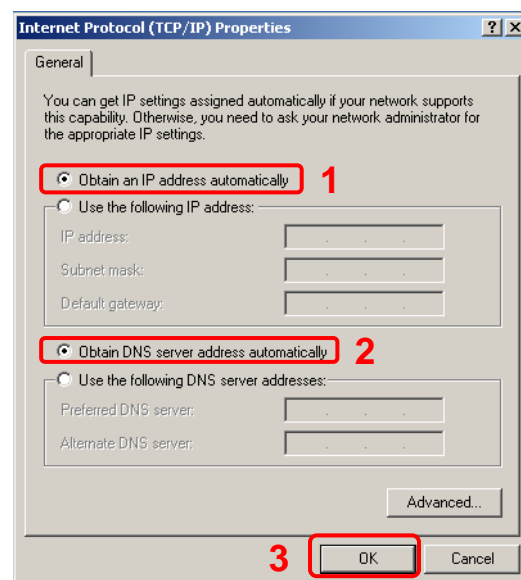 Internet Protocol (TCP/IP) Properties
General
You can get IP settings assigned automatically if your network supports
this capability. Otherwise, you need to ask your network administrator for
the appropriate IP settings.
Obtain an IP address automatically 1
Use the following IP address:
IP address:
Subnet mask:
Default gateway:
Obtain DNS server address automatically 2
Use the following DNS server addresses:
Preferred DNS server:
Alternate DNS server:
Advanced...
3 OK Cancel